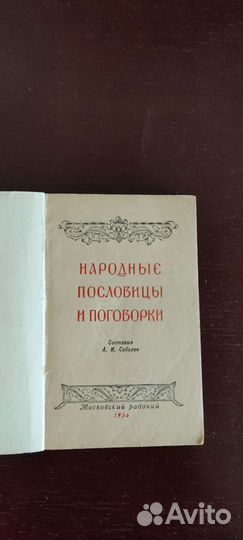 НАРОДНЫЕ
ПОСЛОВИЦЫ
И ПОГОВОРКИ
Составил
А. И. Соболев
Московский рабочий
1956
Avito